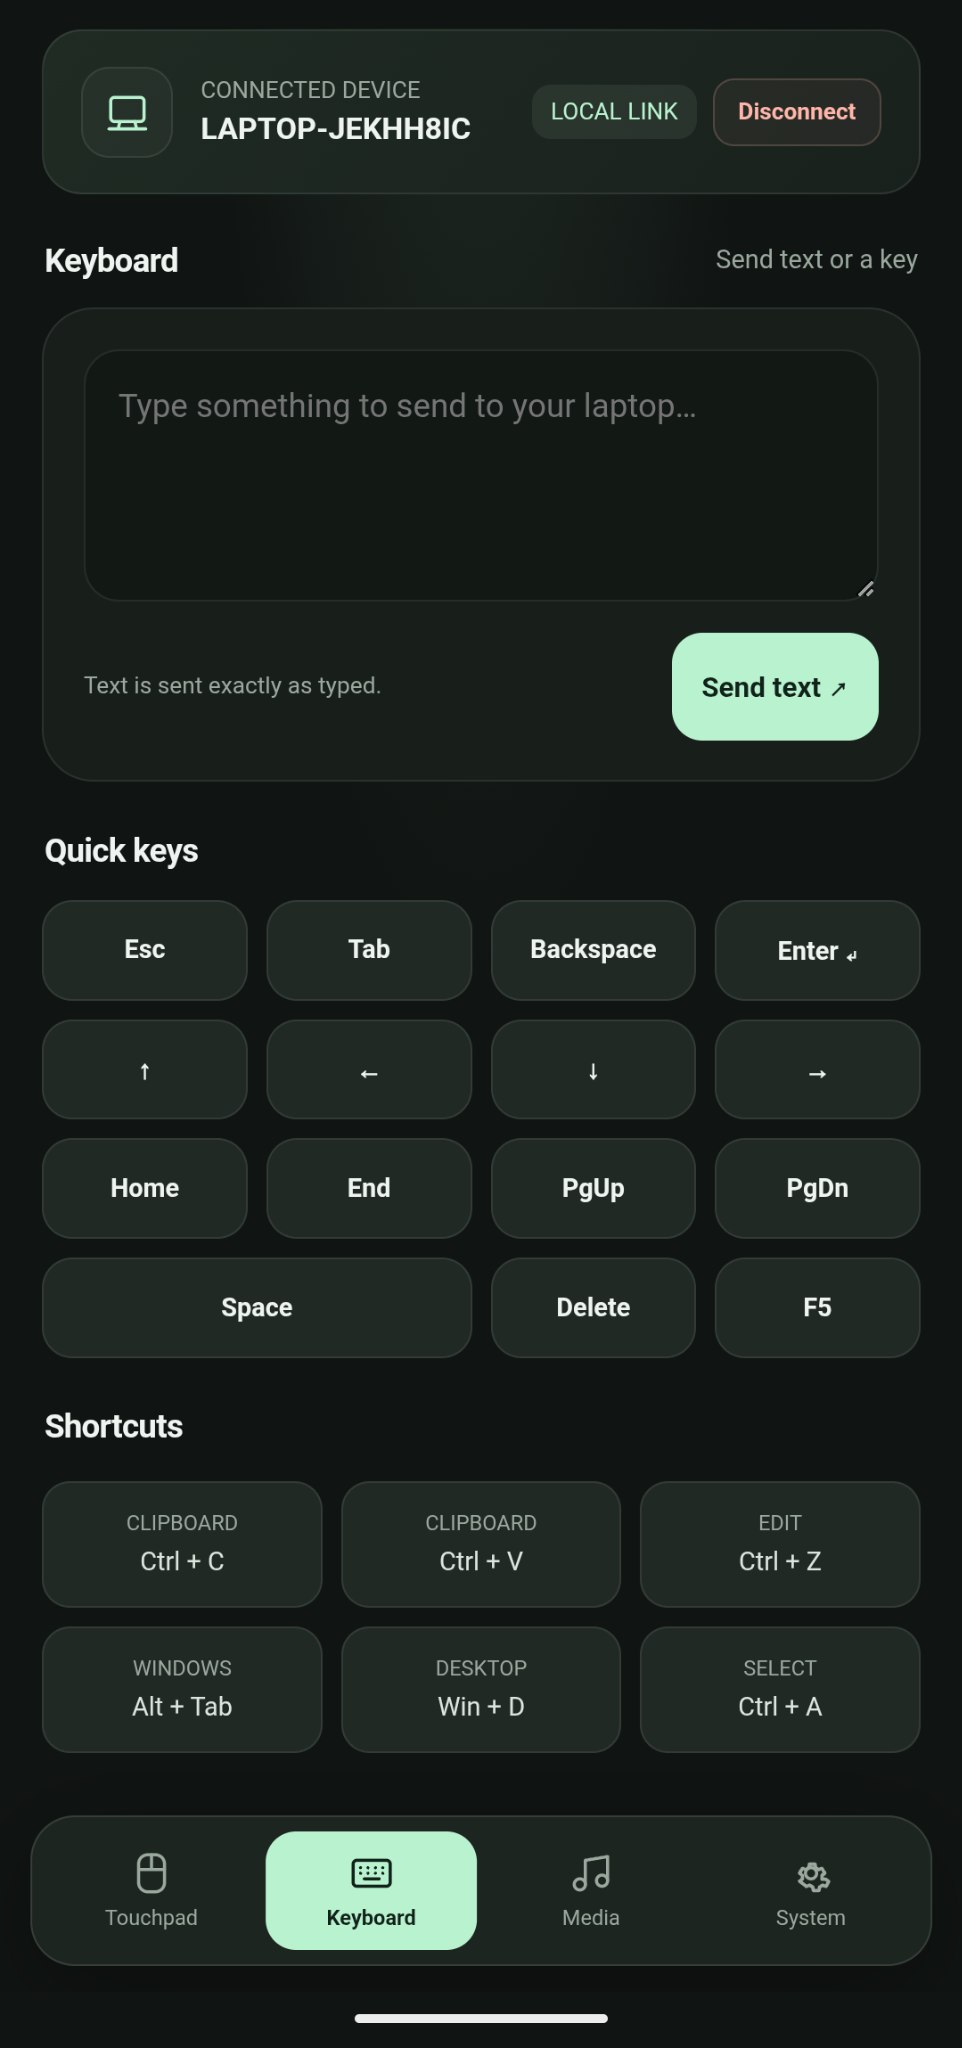 CONNECTED DEVICE
LAPTOP-JEKHH8IC
LOCAL LINK
Disconnect
Keyboard
Send text or a key
Type something to send to your laptop...
Text is sent exactly as typed.
Send text ↗
Quick keys
Esc
Tab
Backspace
Enter ↲
↑
←
↓
→
Home
End
PgUp
PgDn
Space
Delete
F5
Shortcuts
CLIPBOARD
Ctrl + C
CLIPBOARD
Ctrl + V
EDIT
Ctrl + Z
WINDOWS
Alt + Tab
DESKTOP
Win + D
SELECT
Ctrl + A
Touchpad
Keyboard
Media
System